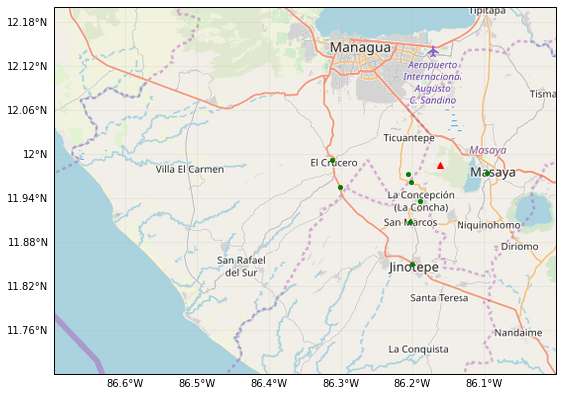 12.18°N
Tipitapa
Managua
12.12°N
Aeropuerto
Internaciona
Augusto
C. Sandino
12.06°N
Tisma
Ticuantepe
12°N
Masaya
El Crucero
Villa El Carmen
Masaya
11.94°N
La Concepción
(La Concha)
San Marcos
Niquinohomo
11.88°N
Diriomo
San Rafael
del Sur
Jinotepe
11.82°N
Santa Teresa
11.76°N
Nandaime
La Conquista
86.6°W 86.5°W 86.4°W 86.3°W 86.2°W 86.1°W